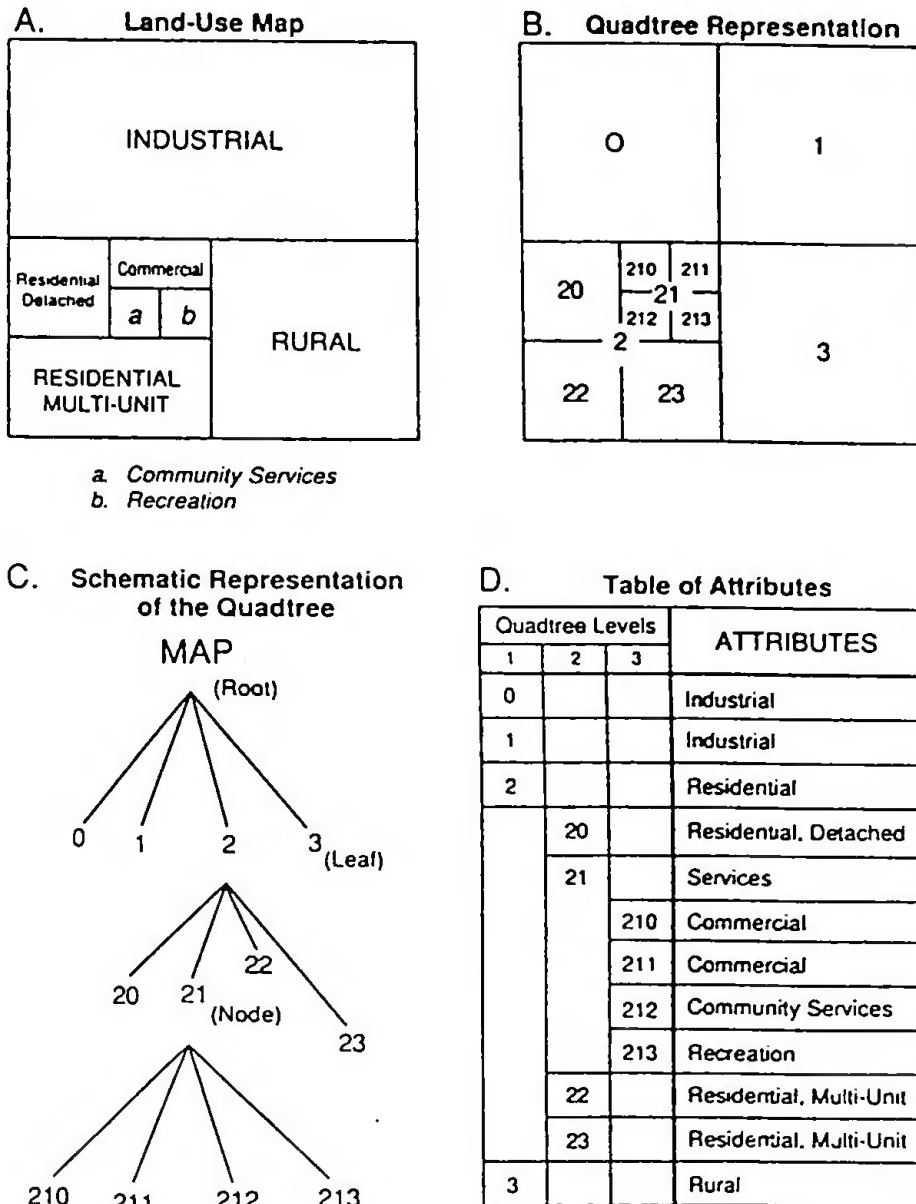 A. Land-Use Map
INDUSTRIAL
Residential
Detached
Commercial
a b
RURAL
RESIDENTIAL
MULTI-UNIT
a. Community Services
b. Recreation
B. Quadtree Representation
O 1
20
210 211
21
212 213
2
22 23
3
C. Schematic Representation
of the Quadtree
MAP
(Root)
0 1 2 3
(Leaf)
20 21 22 23
(Node)
210 211 212 213
D. Table of Attributes
Quadtree Levels ATTRIBUTES
1 2 3
0 Industrial
1 Industrial
2 Residential
20 Residential, Detached
21 Services
210 Commercial
211 Commercial
212 Community Services
213 Recreation
22 Residential, Multi-Unit
23 Residential, Multi-Unit
3 Rural